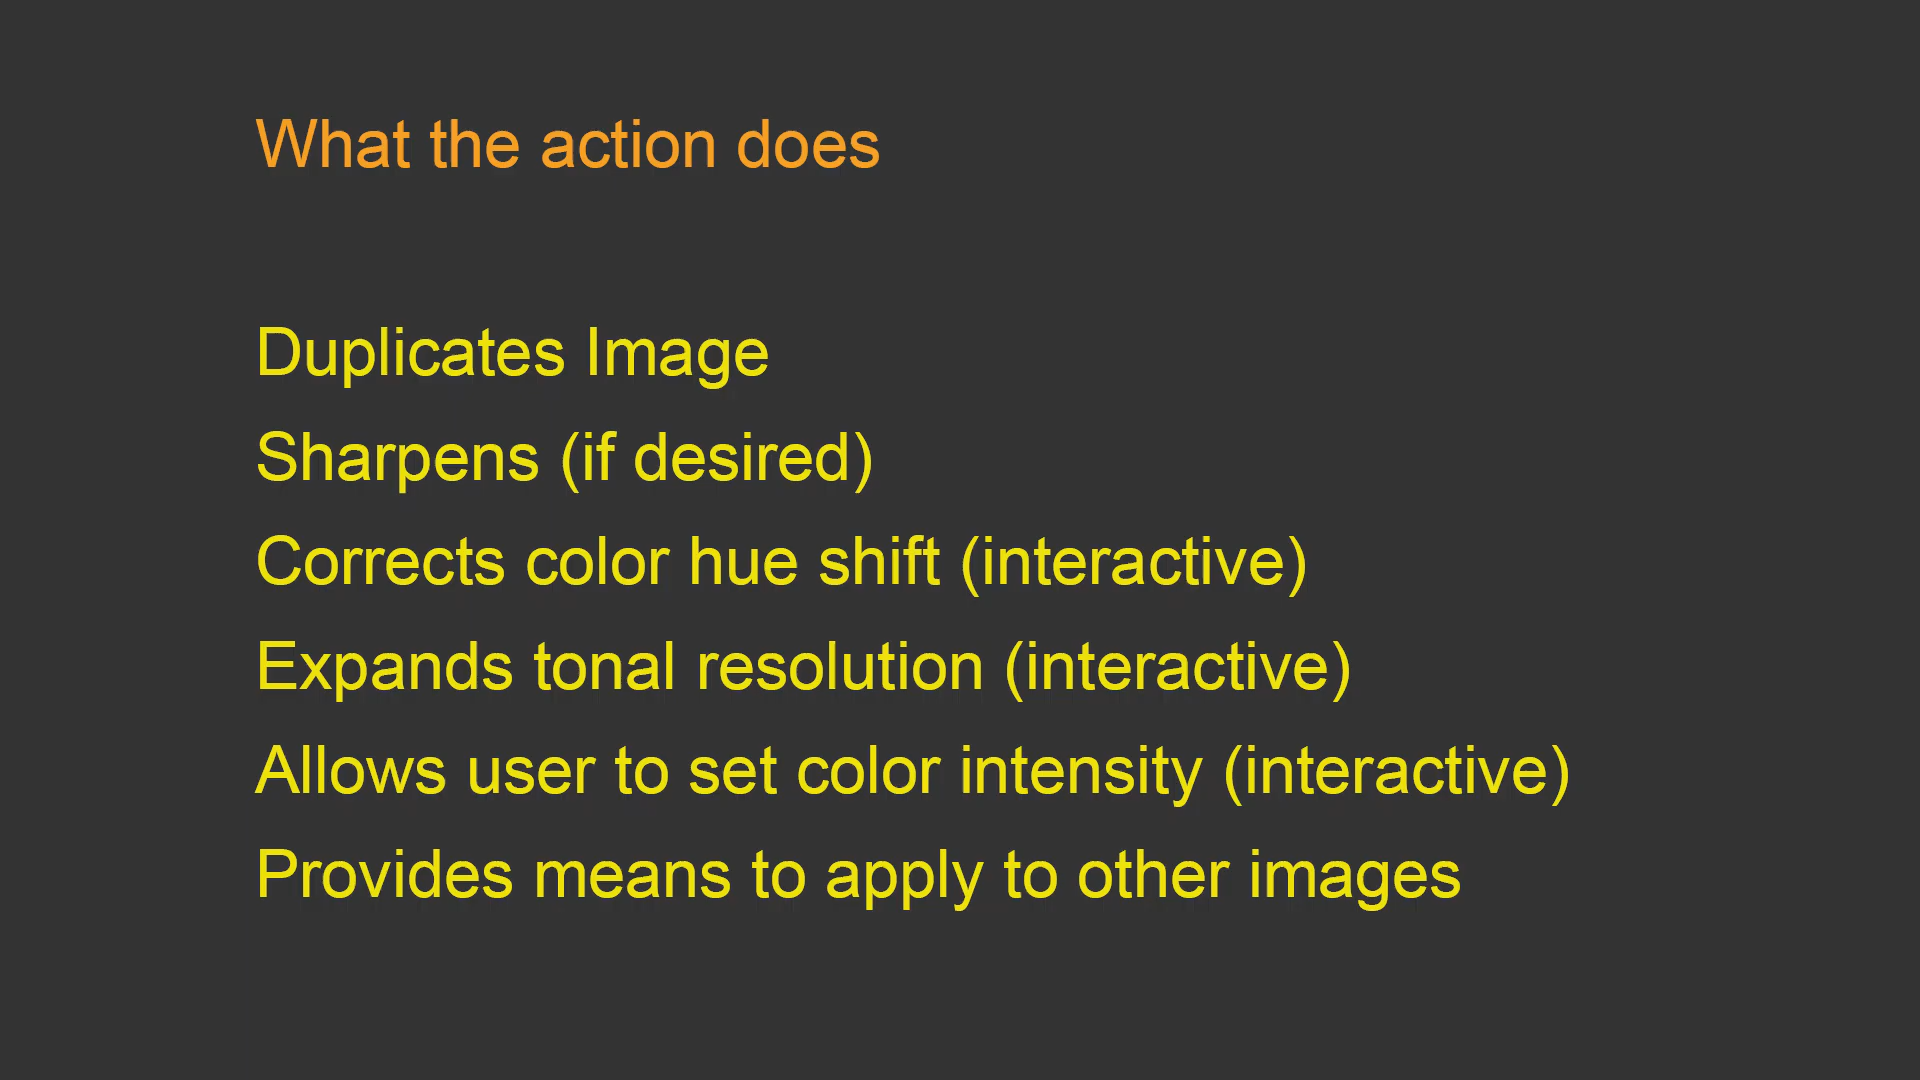 What the action does
Duplicates Image
Sharpens (if desired)
Corrects color hue shift (interactive)
Expands tonal resolution (interactive)
Allows user to set color intensity (interactive)
Provides means to apply to other images